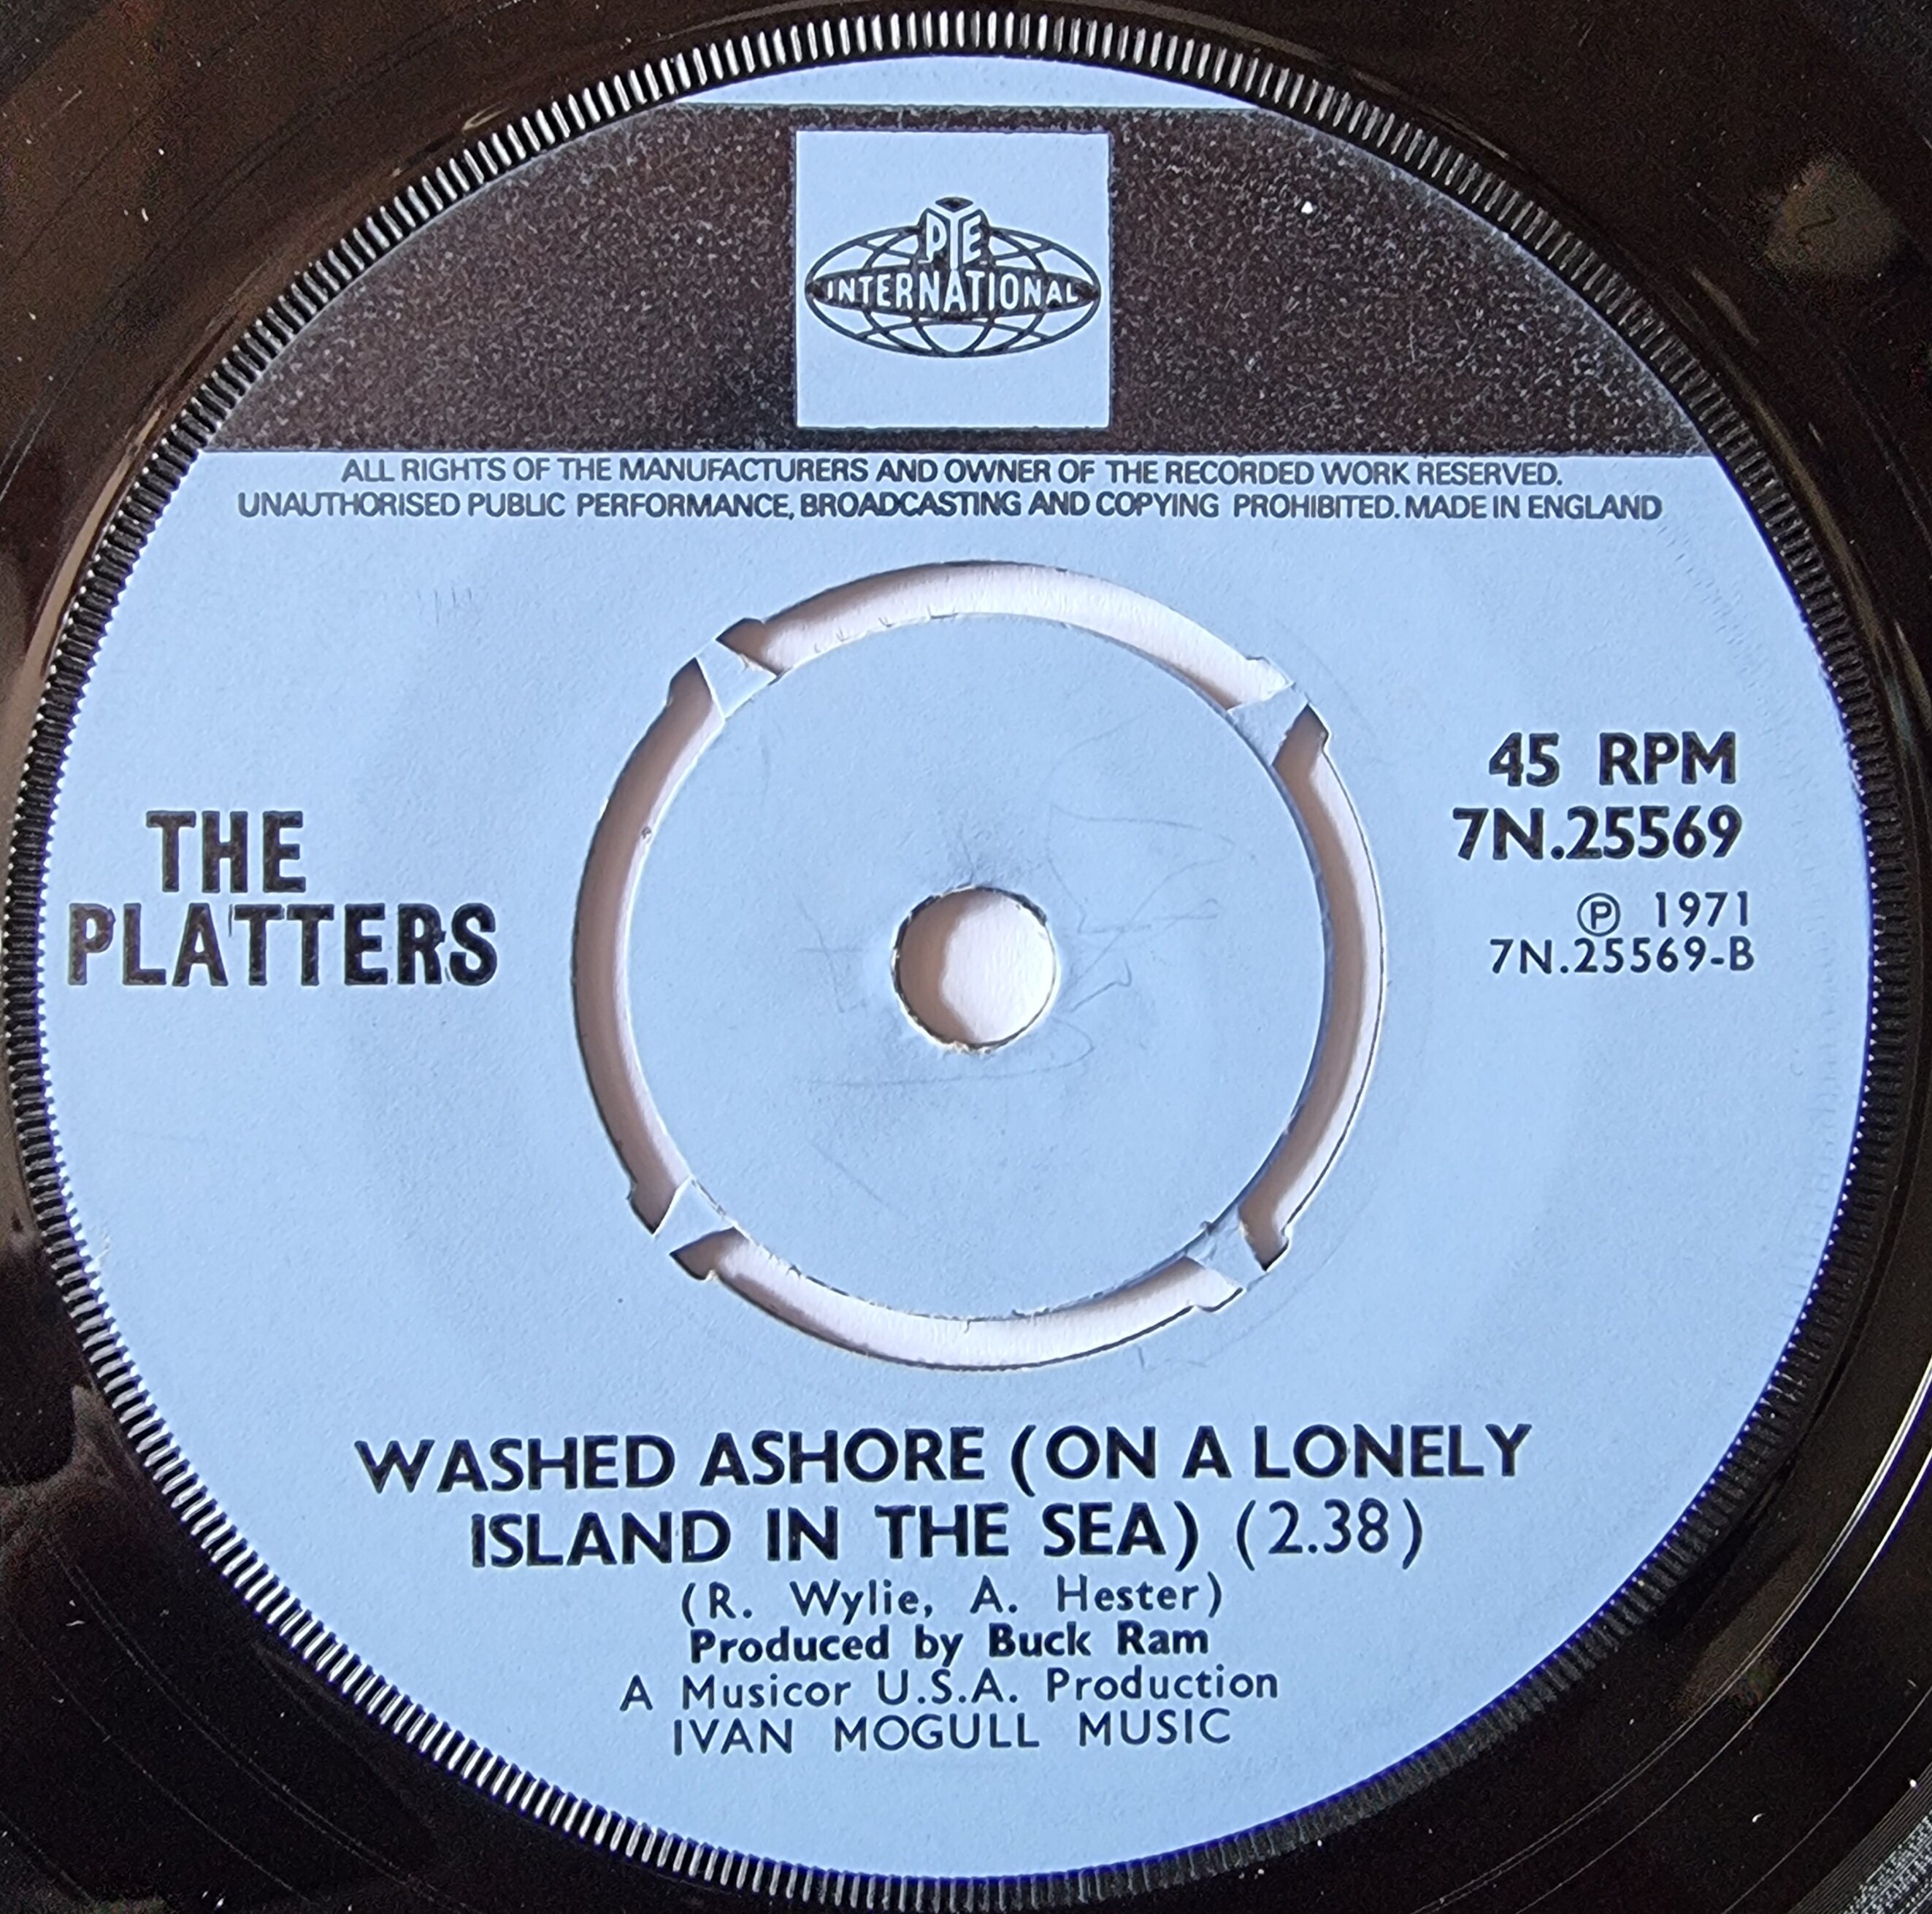 PYE
INTERNATIONAL
ALL RIGHTS OF THE MANUFACTURERS AND OWNER OF THE RECORDED WORK RESERVED.
UNAUTHORISED PUBLIC PERFORMANCE, BROADCASTING AND COPYING PROHIBITED. MADE IN ENGLAND
THE
PLATTERS
45 RPM
7N.25569
℗ 1971
7N.25569-B
WASHED ASHORE (ON A LONELY
ISLAND IN THE SEA) (2.38)
(R. Wylie, A. Hester)
Produced by Buck Ram
A Musicor U.S.A. Production
IVAN MOGULL MUSIC